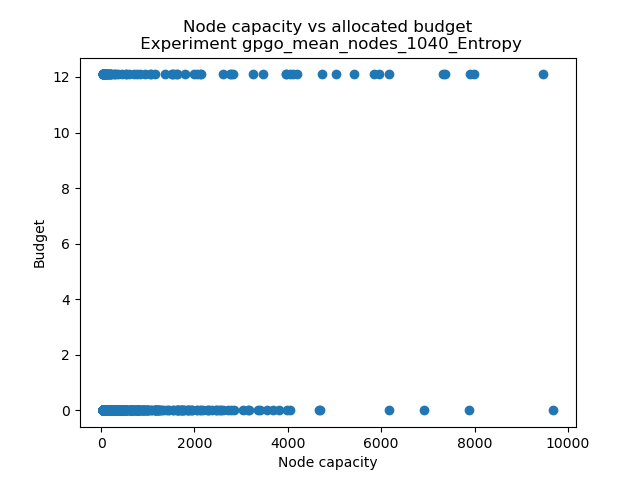 Node capacity vs allocated budget
Experiment gpgo_mean_nodes_1040_Entropy
12
10
8
6
4
2
0
Budget
0 2000 4000 6000 8000 10000
Node capacity